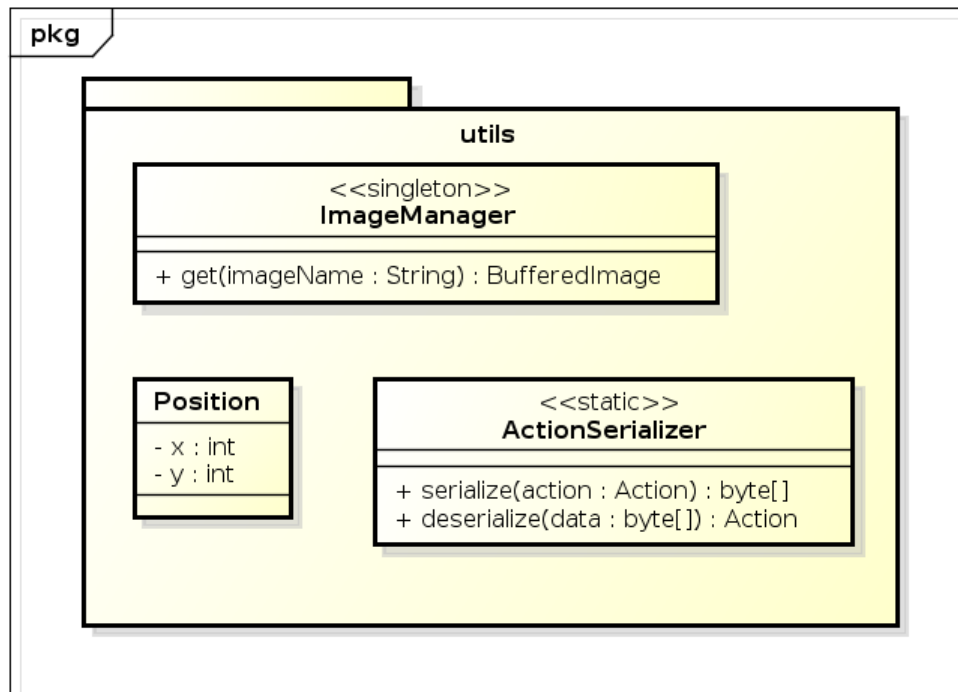 pkg
utils
<<singleton>>
ImageManager
+ get(imageName : String) : BufferedImage
Position
- x : int
- y : int
<<static>>
ActionSerializer
+ serialize(action : Action) : byte[]
+ deserialize(data : byte[]) : Action